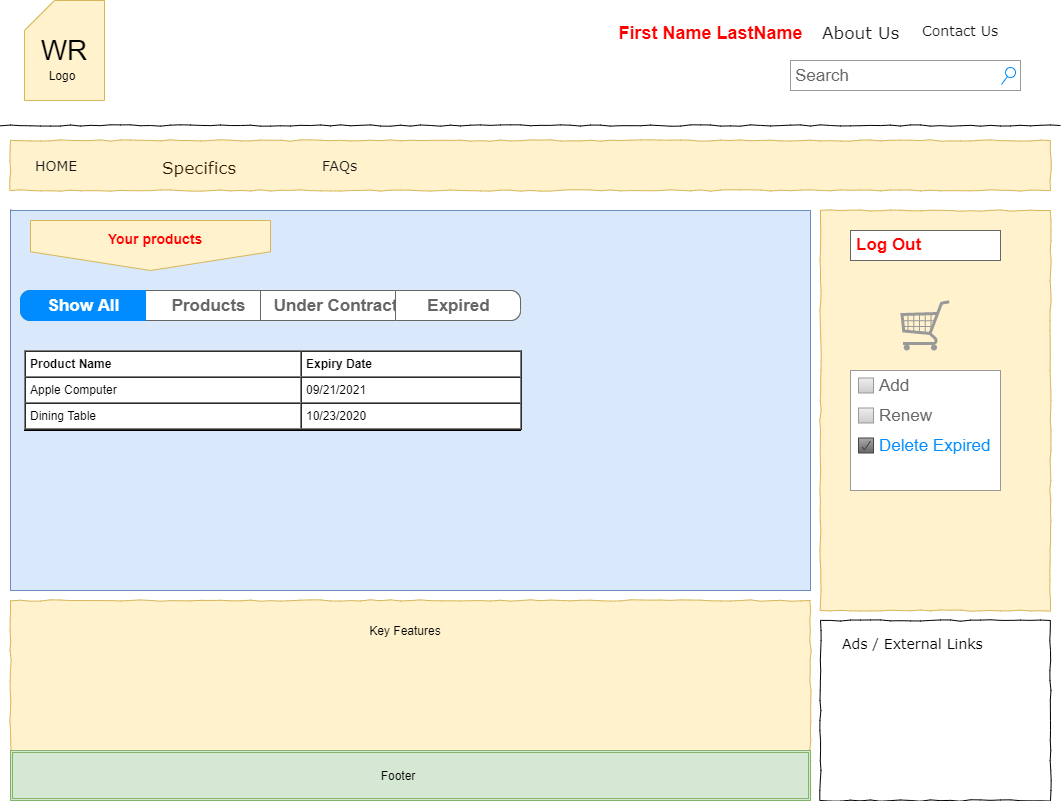 WR
Logo
First Name LastName About Us Contact Us
Search
HOME Specifics FAQs
Your products
Log Out
Show All Products Under Contract Expired
Product Name Expiry Date
Apple Computer 09/21/2021
Dining Table 10/23/2020
Add
Renew
Delete Expired
Key Features
Ads / External Links
Footer